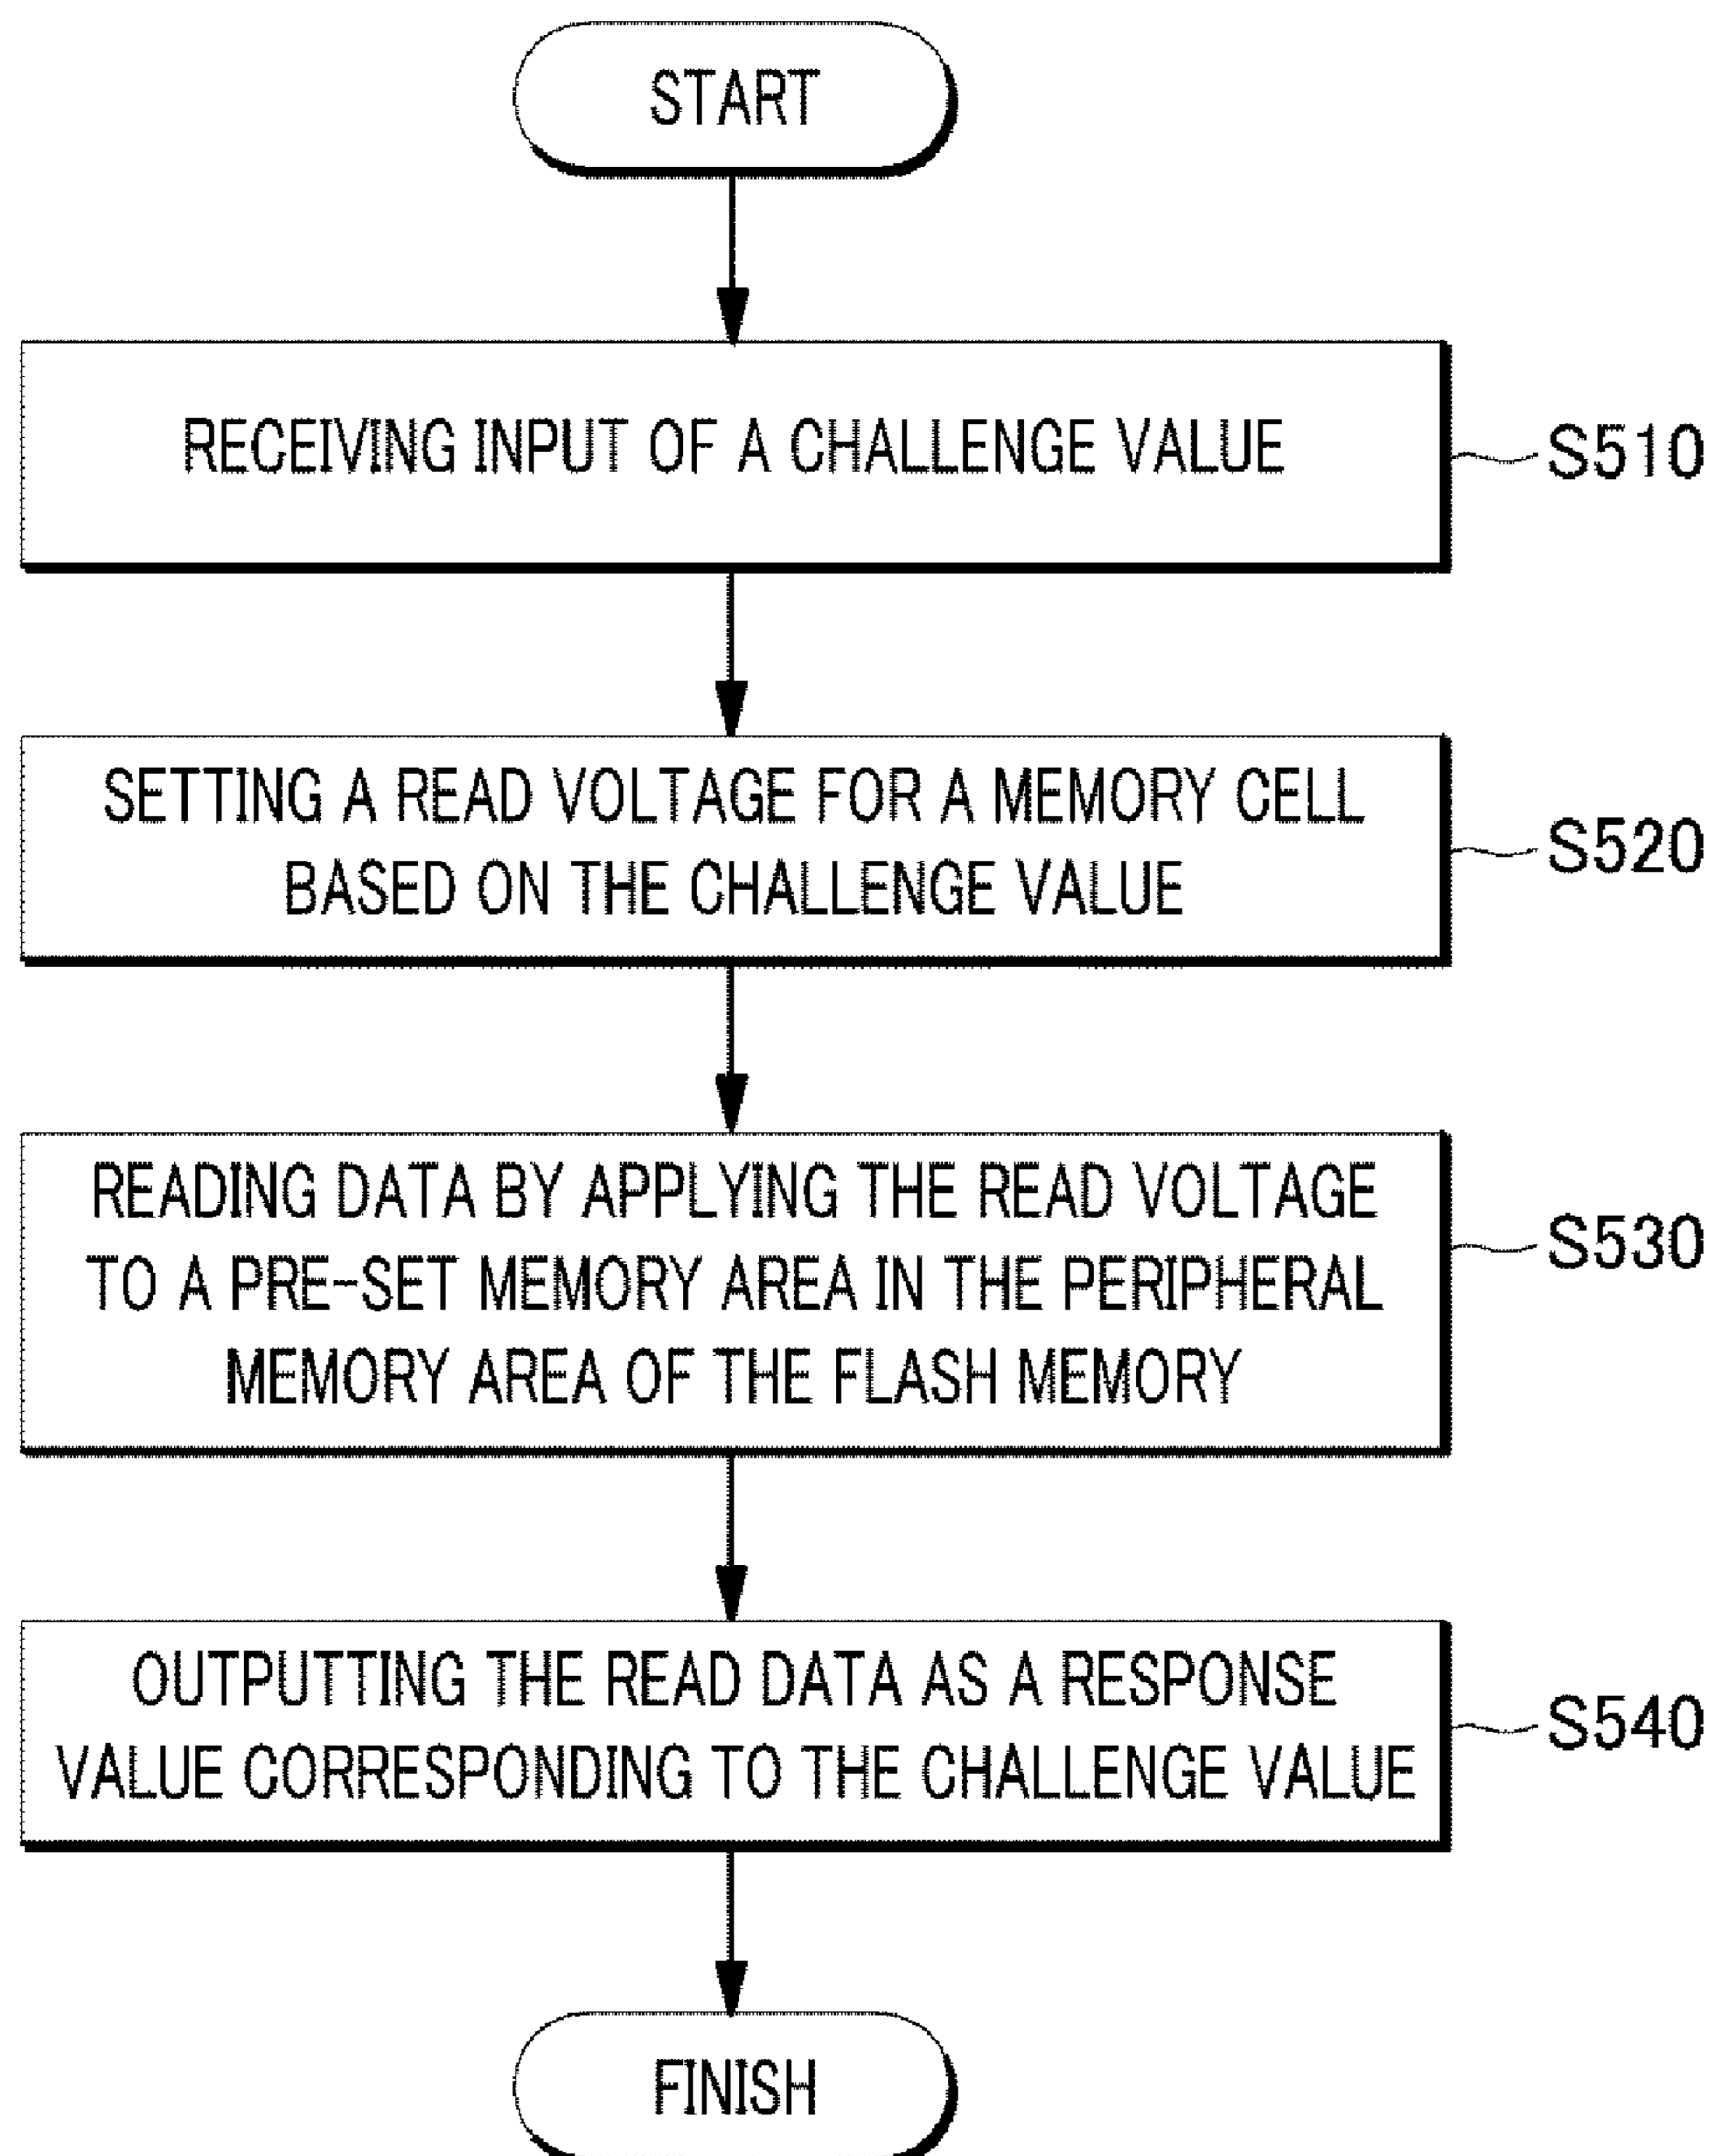 START
RECEIVING INPUT OF A CHALLENGE VALUE
S510
SETTING A READ VOLTAGE FOR A MEMORY CELL
BASED ON THE CHALLENGE VALUE
S520
READING DATA BY APPLYING THE READ VOLTAGE
TO A PRE-SET MEMORY AREA IN THE PERIPHERAL
MEMORY AREA OF THE FLASH MEMORY
S530
OUTPUTTING THE READ DATA AS A RESPONSE
VALUE CORRESPONDING TO THE CHALLENGE VALUE
S540
FINISH